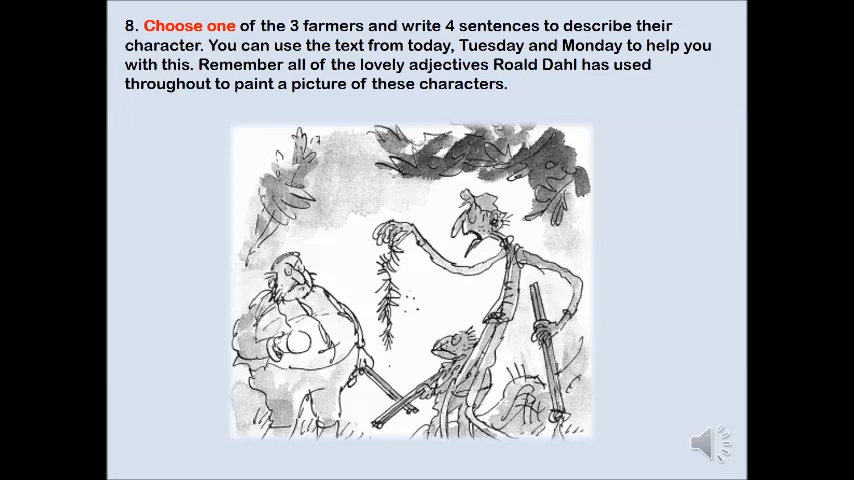 8. Choose one of the 3 farmers and write 4 sentences to describe their
character. You can use the text from today, Tuesday and Monday to help you
with this. Remember all of the lovely adjectives Roald Dahl has used
throughout to paint a picture of these characters.